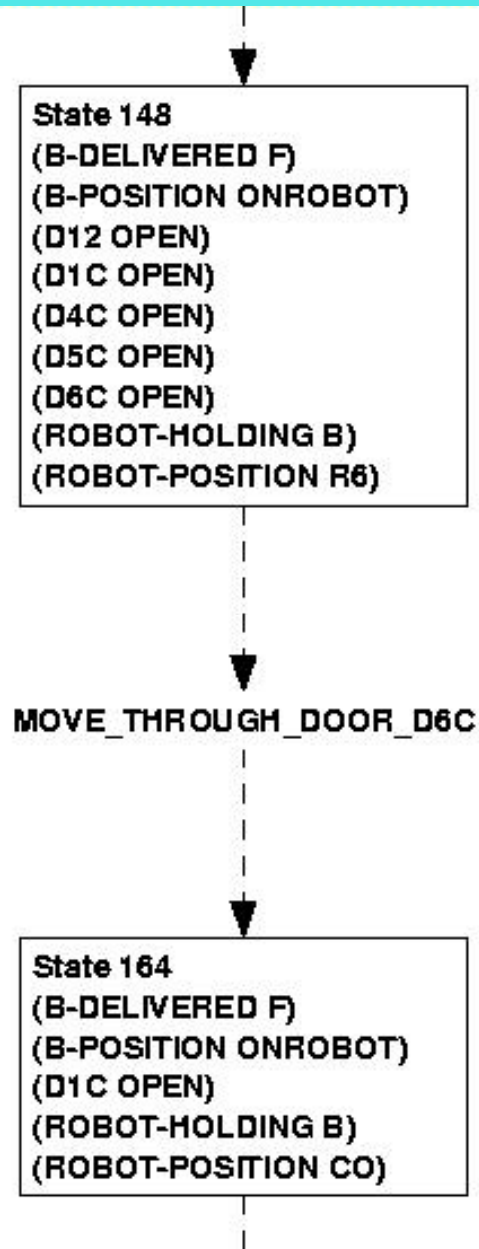 State 148
(B-DELIVERED F)
(B-POSITION ONROBOT)
(D12 OPEN)
(D1C OPEN)
(D4C OPEN)
(D5C OPEN)
(D6C OPEN)
(ROBOT-HOLDING B)
(ROBOT-POSITION R6)
MOVE_THROUGH_DOOR_D6C
State 164
(B-DELIVERED F)
(B-POSITION ONROBOT)
(D1C OPEN)
(ROBOT-HOLDING B)
(ROBOT-POSITION CO)